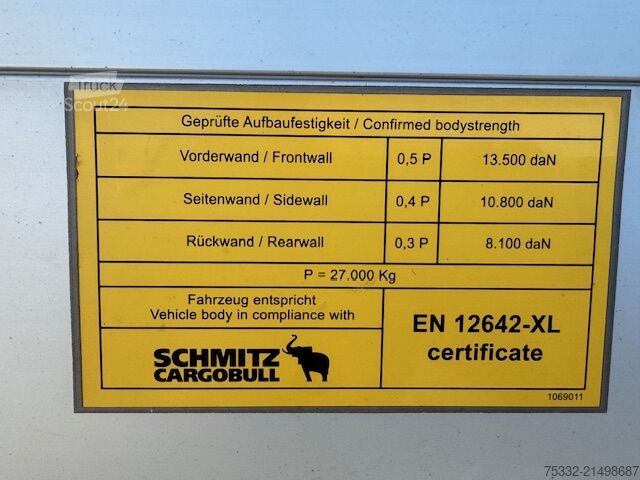 Truck
Scout24
Geprüfte Aufbaufestigkeit / Confirmed bodystrength
Vorderwand / Frontwall 0,5 P 13.500 daN
Seitenwand / Sidewall 0,4 P 10.800 daN
Rückwand / Rearwall 0,3 P 8.100 daN
P = 27.000 Kg
Fahrzeug entspricht
Vehicle body in compliance with
SCHMITZ
CARGOBULL
EN 12642-XL
certificate
1069011
75332-21498687